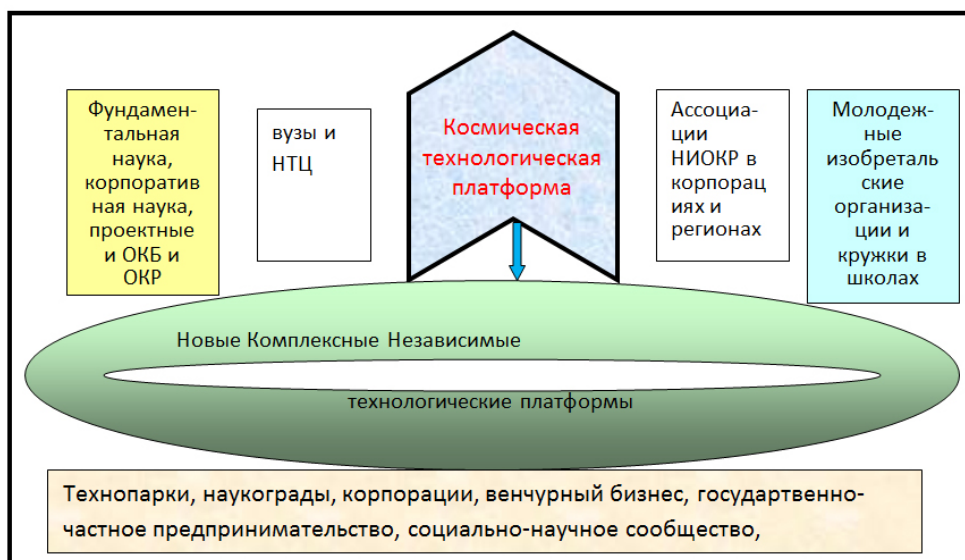 Фундамен-
тальная
наука,
корпоратив
ная наука,
проектные
и ОКБ и
ОКР
вузы и
НТЦ
Космическая
технологическая
платформа
Ассоциа-
ции
НИОКР в
корпорац
иях и
регионах
Молодеж-
ные
изобреталь
ские
организа-
ции и
кружки в
школах
Новые Комплексные Независимые
технологические платформы
Технопарки, наукограды, корпорации, венчурный бизнес, государтвенно-
частное предпринимательство, социально-научное сообщество,